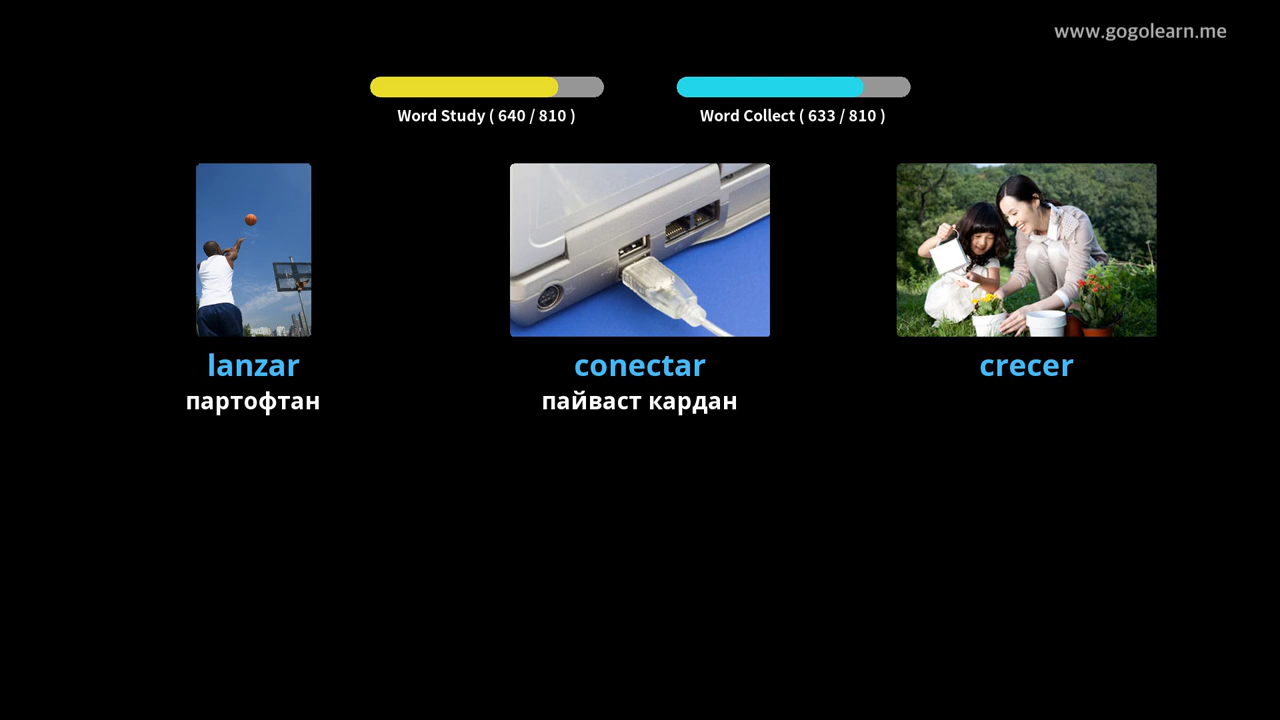 www.gogolearn.me
Word Study ( 640 / 810 )
Word Collect ( 633 / 810 )
lanzar
партофтан
conectar
пайваст кардан
crecer